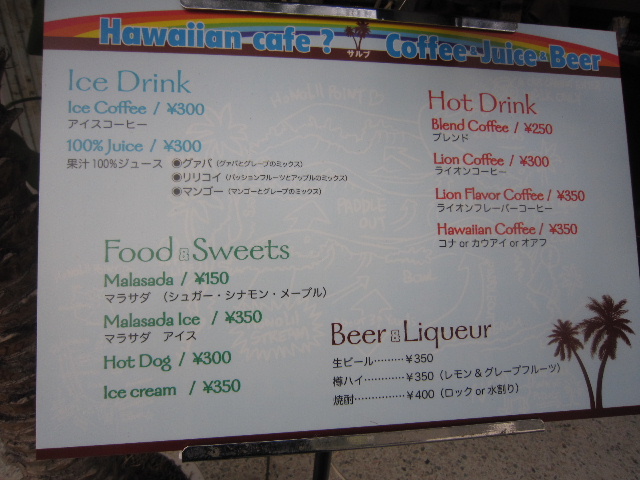 Hawaiian cafe ? サルブ Coffee & Juice & Beer
Ice Drink
Ice Coffee / ¥300
アイスコーヒー
100% Juice / ¥300
果汁100%ジュース ◉グァバ (グァバとグレープのミックス)
◉リリコイ (パッションフルーツとアップルのミックス)
◉マンゴー (マンゴーとグレープのミックス)
Hot Drink
Blend Coffee / ¥250
ブレンド
Lion Coffee / ¥300
ライオンコーヒー
Lion Flavor Coffee / ¥350
ライオンフレーバーコーヒー
Hawaiian Coffee / ¥350
コナ or カウアイ or オアフ
Food & Sweets
Malasada / ¥150
マラサダ (シュガー・シナモン・メープル)
Malasada Ice / ¥350
マラサダ アイス
Hot Dog / ¥300
Ice cream / ¥350
Beer & Liqueur
生ビール………¥350
樽ハイ…………¥350 (レモン&グレープフルーツ)
焼酎……………¥400 (ロック or 水割り)